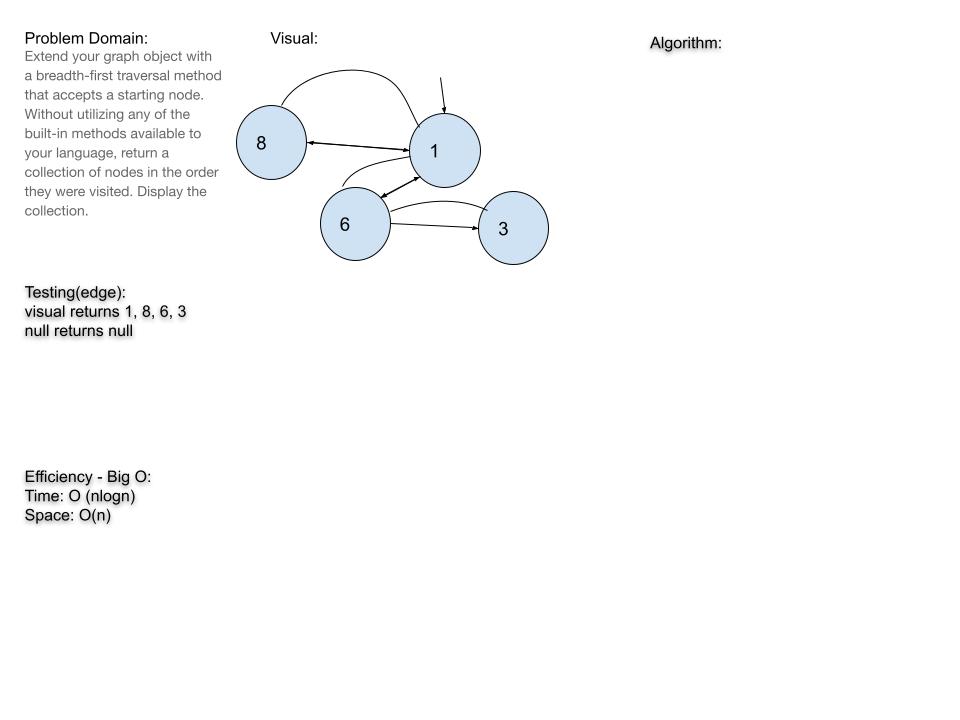 Problem Domain:
Extend your graph object with
a breadth-first traversal method
that accepts a starting node.
Without utilizing any of the
built-in methods available to
your language, return a
collection of nodes in the order
they were visited. Display the
collection.
Visual:
8
1
6
3
Algorithm:
Testing(edge):
visual returns 1, 8, 6, 3
null returns null
Efficiency - Big O:
Time: O (nlogn)
Space: O(n)